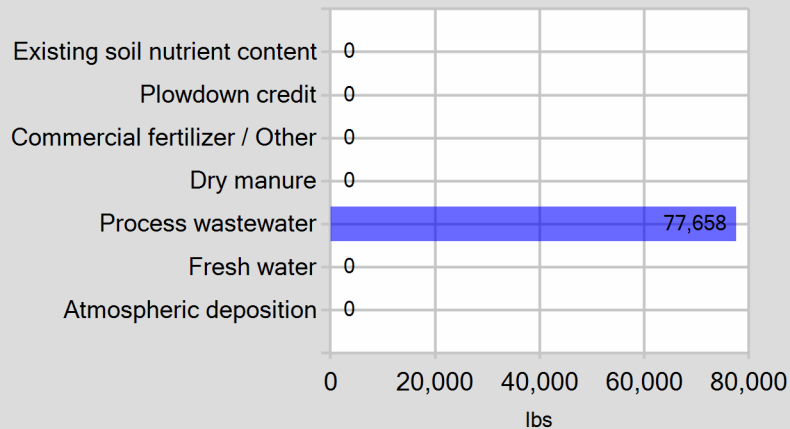 Existing soil nutrient content 0
Plowdown credit 0
Commercial fertilizer / Other 0
Dry manure 0
Process wastewater 77,658
Fresh water 0
Atmospheric deposition 0
0 20,000 40,000 60,000 80,000
lbs